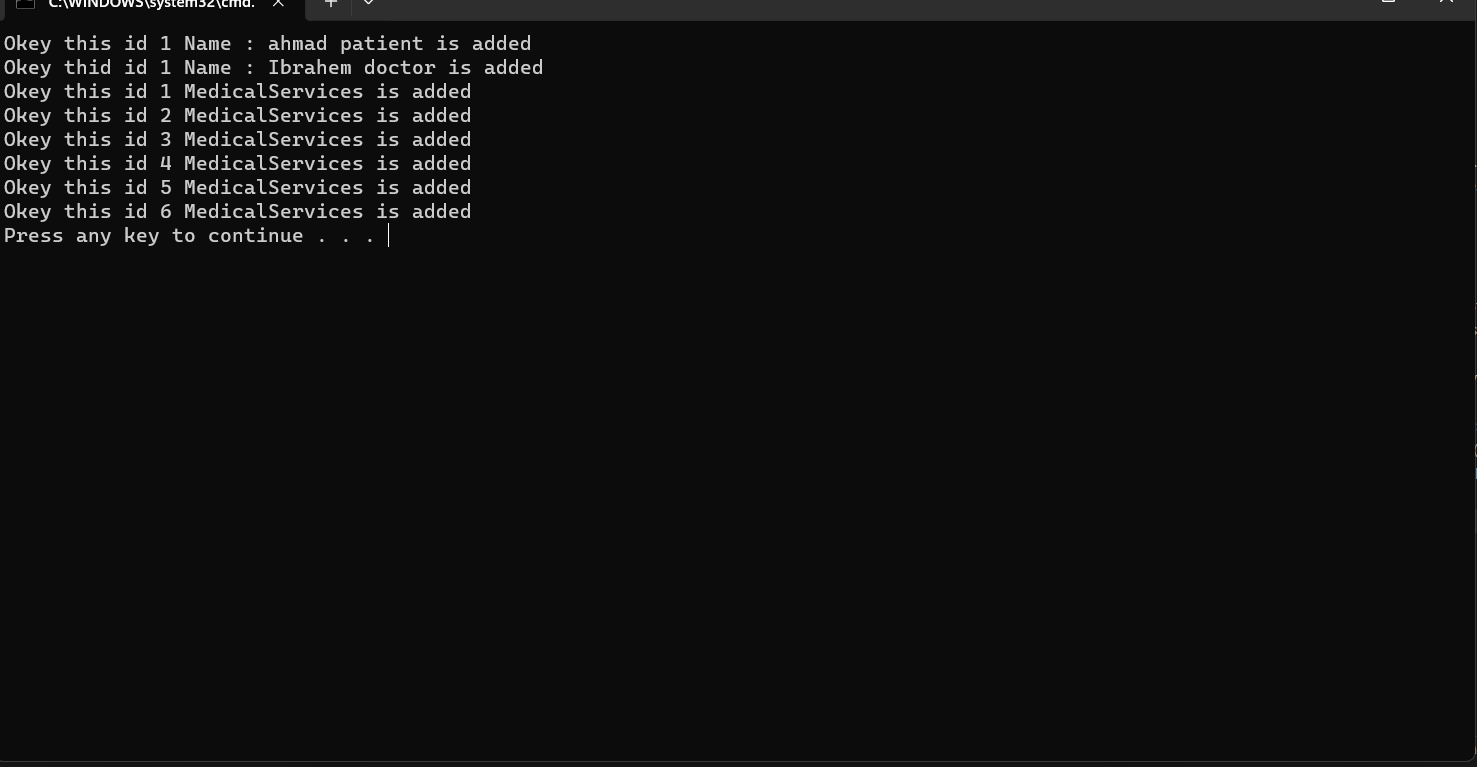 C:\WINDOWS\system32\cmd.
Okey this id 1 Name : ahmad patient is added
Okey thid id 1 Name : Ibrahem doctor is added
Okey this id 1 MedicalServices is added
Okey this id 2 MedicalServices is added
Okey this id 3 MedicalServices is added
Okey this id 4 MedicalServices is added
Okey this id 5 MedicalServices is added
Okey this id 6 MedicalServices is added
Press any key to continue . . .